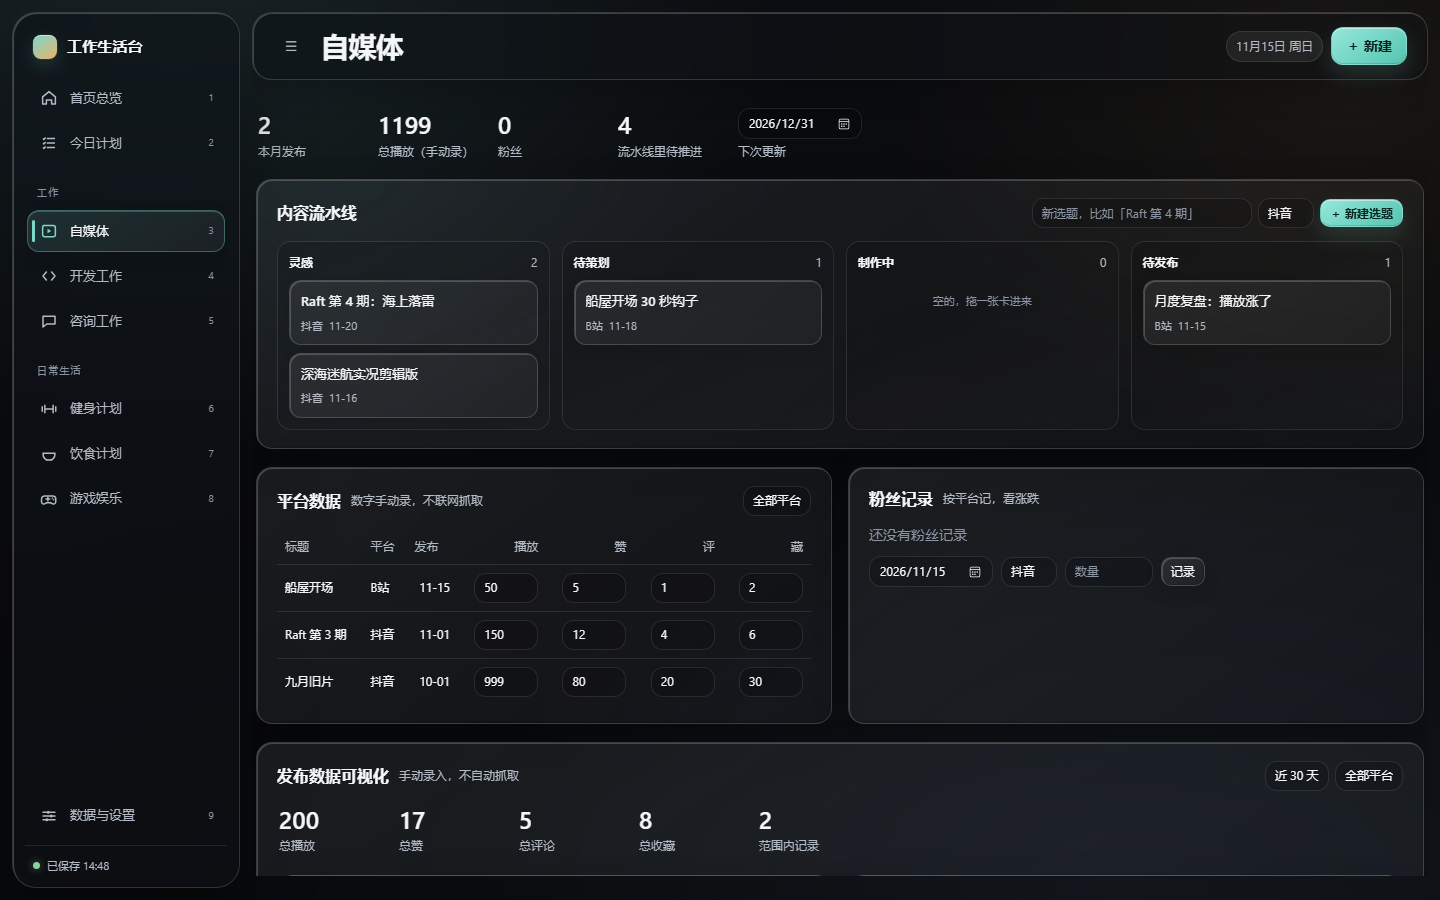 工作生活台
首页总览 1
今日计划 2
工作
自媒体 3
开发工作 4
咨询工作 5
日常生活
健身计划 6
饮食计划 7
游戏娱乐 8
数据与设置 9
已保存 14:48
☰ 自媒体 11月15日 周日 + 新建
2 1199 0 4 2026/12/31
本月发布 总播放（手动录） 粉丝 流水线里待推进 下次更新
内容流水线 新选题，比如「Raft 第 4 期」 抖音 + 新建选题
灵感 2
Raft 第 4 期：海上落雷
抖音 11-20
深海迷航实况剪辑版
抖音 11-16
待策划 1
船屋开场 30 秒钩子
B站 11-18
制作中 0
空的，拖一张卡进来
待发布 1
月度复盘：播放涨了
B站 11-15
平台数据 数字手动录，不联网抓取 全部平台
标题 平台 发布 播放 赞 评 藏
船屋开场 B站 11-15 50 5 1 2
Raft 第 3 期 抖音 11-01 150 12 4 6
九月旧片 抖音 10-01 999 80 20 30
粉丝记录 按平台记，看涨跌
还没有粉丝记录
2026/11/15 抖音 数量 记录
发布数据可视化 手动录入，不自动抓取 近 30 天 全部平台
200 17 5 8 2
总播放 总赞 总评论 总收藏 范围内记录